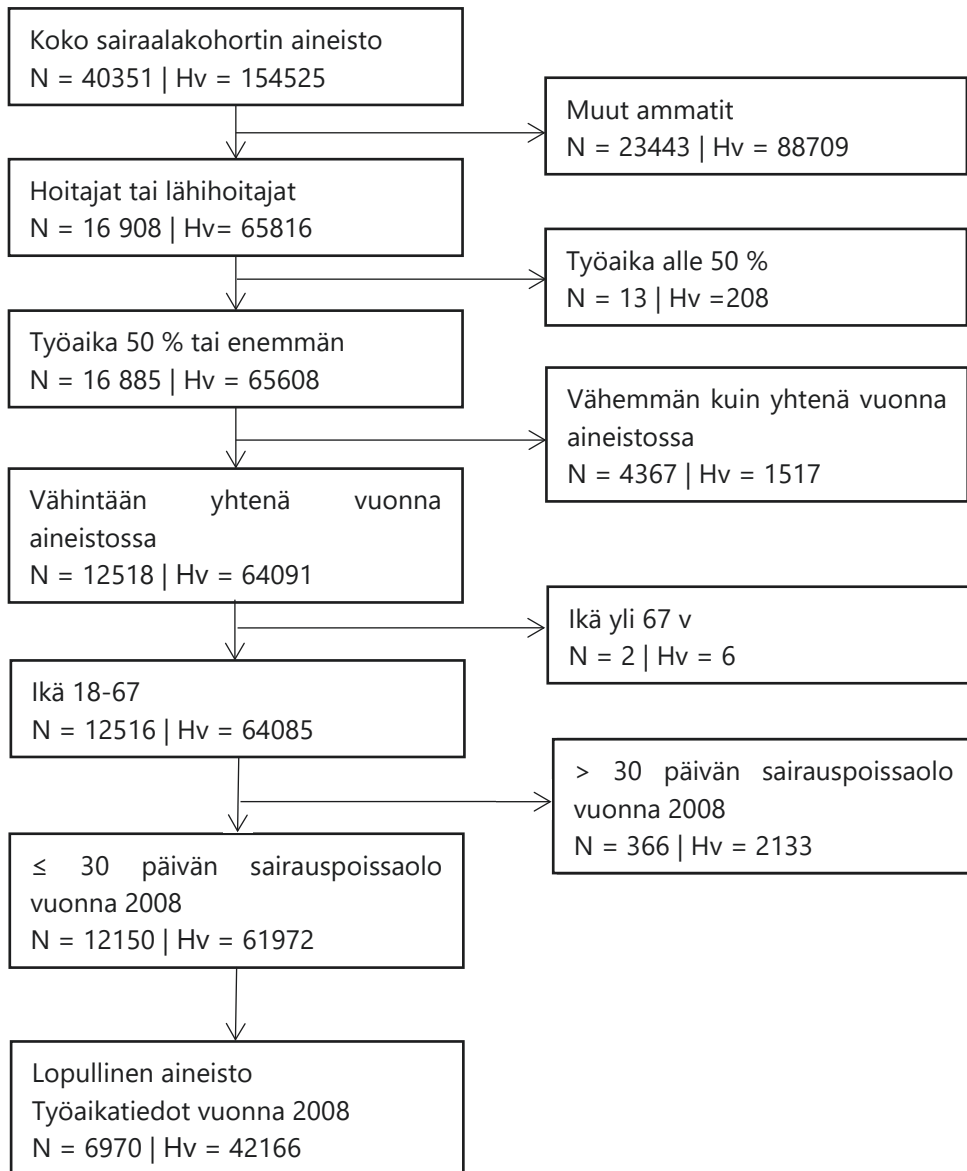 Koko sairaalakohortin aineisto
N = 40351 | Hv = 154525
Muut ammatit
N = 23443 | Hv = 88709
Hoitajat tai lähihoitajat
N = 16 908 | Hv= 65816
Työaika alle 50 %
N = 13 | Hv =208
Työaika 50 % tai enemmän
N = 16 885 | Hv = 65608
Vähemmän kuin yhtenä vuonna
aineistossa
N = 4367 | Hv = 1517
Vähintään yhtenä vuonna
aineistossa
N = 12518 | Hv = 64091
Ikä yli 67 v
N = 2 | Hv = 6
Ikä 18-67
N = 12516 | Hv = 64085
> 30 päivän sairauspoissaolo
vuonna 2008
N = 366 | Hv = 2133
≤ 30 päivän sairauspoissaolo
vuonna 2008
N = 12150 | Hv = 61972
Lopullinen aineisto
Työaikatiedot vuonna 2008
N = 6970 | Hv = 42166